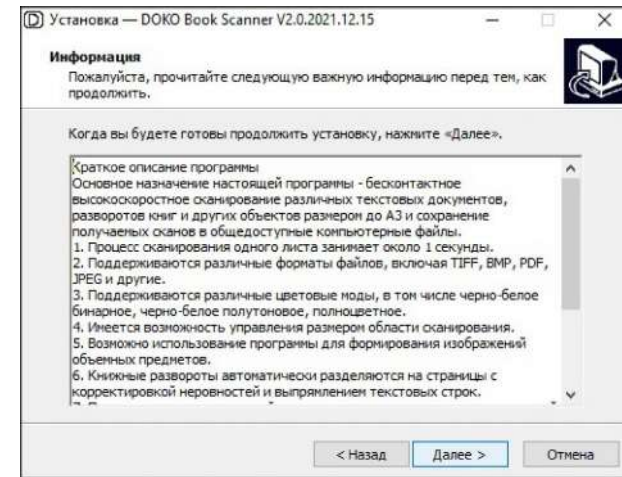 Установка — DOKO Book Scanner V2.0.2021.12.15
Информация
Пожалуйста, прочитайте следующую важную информацию перед тем, как
продолжить.
Когда вы будете готовы продолжить установку, нажмите «Далее».
Краткое описание программы
Основное назначение настоящей программы - бесконтактное
высокоскоростное сканирование различных текстовых документов,
разворотов книг и других объектов размером до А3 и сохранение
получаемых сканов в общедоступные компьютерные файлы.
1. Процесс сканирования одного листа занимает около 1 секунды.
2. Поддерживаются различные форматы файлов, включая TIFF, BMP, PDF,
JPEG и другие.
3. Поддерживаются различные цветовые моды, в том числе черно-белое
бинарное, черно-белое полутоновое, полноцветное.
4. Имеется возможность управления размером области сканирования.
5. Возможно использование программы для формирования изображений
объемных предметов.
6. Книжные развороты автоматически разделяются на страницы с
корректировкой неровностей и выпрямлением текстовых строк.
< Назад
Далее >
Отмена